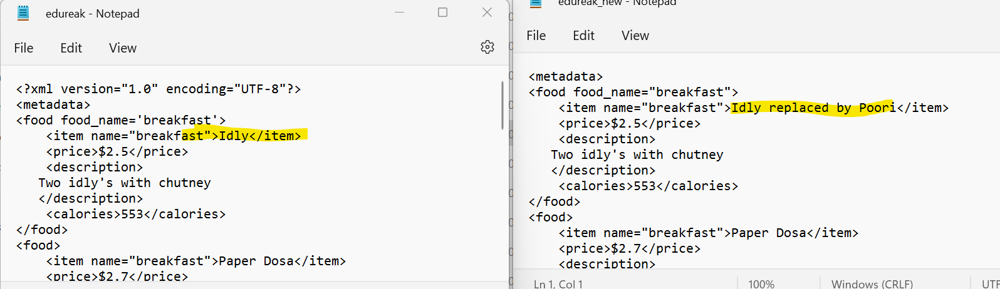 edureak - Notepad
File Edit View
<?xml version="1.0" encoding="UTF-8"?>
<metadata>
<food food_name='breakfast'>
<item name="breakfast">Idly</item>
<price>$2.5</price>
<description>
Two idly's with chutney
</description>
<calories>553</calories>
</food>
<food>
<item name="breakfast">Paper Dosa</item>
<price>$2.7</price>
edureak_new - Notepad
File Edit View
<metadata>
<food food_name="breakfast">
<item name="breakfast">Idly replaced by Poori</item>
<price>$2.5</price>
<description>
Two idly's with chutney
</description>
<calories>553</calories>
</food>
<food>
<item name="breakfast">Paper Dosa</item>
<price>$2.7</price>
<description>
Ln 1, Col 1 100% Windows (CRLF) UTF